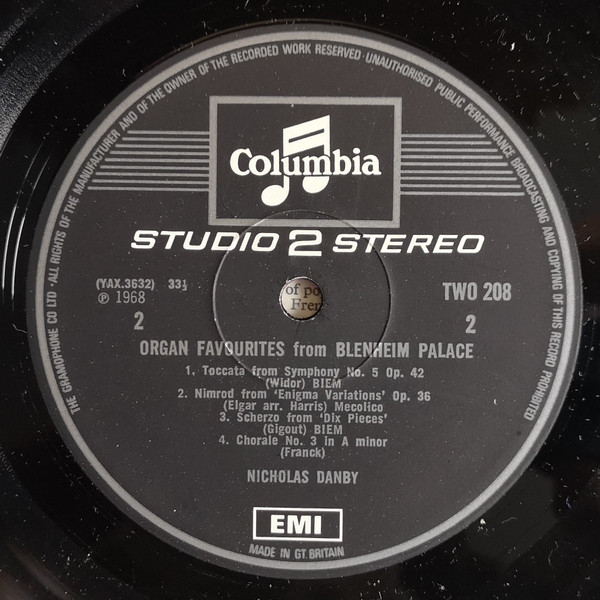 THE GRAMOPHONE CO LTD · ALL RIGHTS OF THE MANUFACTURER AND OF THE OWNER OF THE RECORDED WORK RESERVED · UNAUTHORISED PUBLIC PERFORMANCE BROADCASTING AND COPYING OF THIS RECORD PROHIBITED
Columbia
STUDIO 2 STEREO
(YAX.3632) 33⅓
℗ 1968
TWO 208
2 2
of po
Fren
ORGAN FAVOURITES from BLENHEIM PALACE
1. Toccata from Symphony No. 5 Op. 42
(Widor) BIEM
2. Nimrod from 'Enigma Variations' Op. 36
(Elgar arr. Harris) Mecolico
3. Scherzo from 'Dix Pieces'
(Gigout) BIEM
4. Chorale No. 3 in A minor
(Franck)
NICHOLAS DANBY
EMI
MADE IN GT. BRITAIN